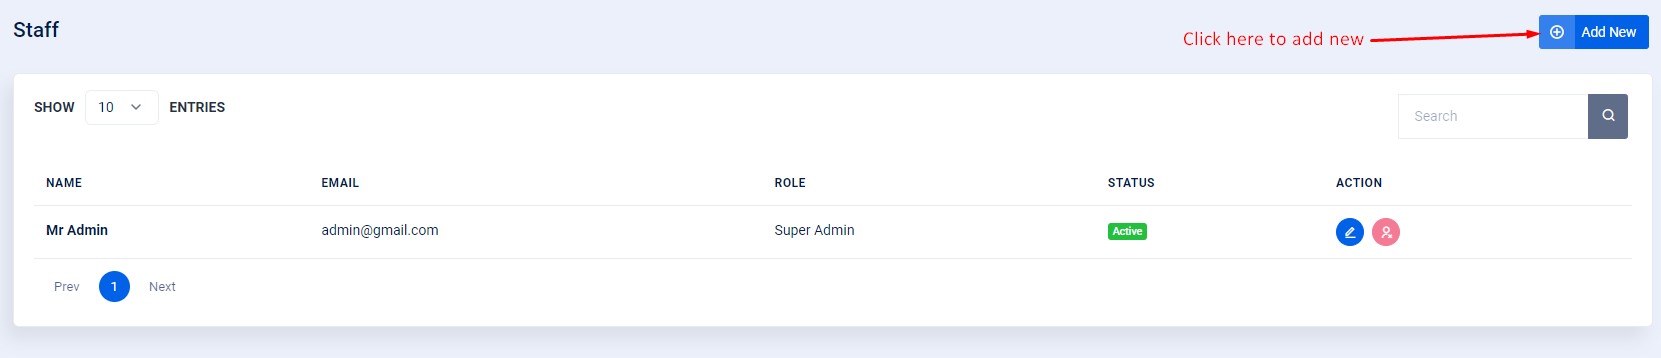 Staff
Click here to add new
Add New
SHOW 10 ENTRIES
Search
NAME EMAIL ROLE STATUS ACTION
Mr Admin admin@gmail.com Super Admin Active
Prev 1 Next